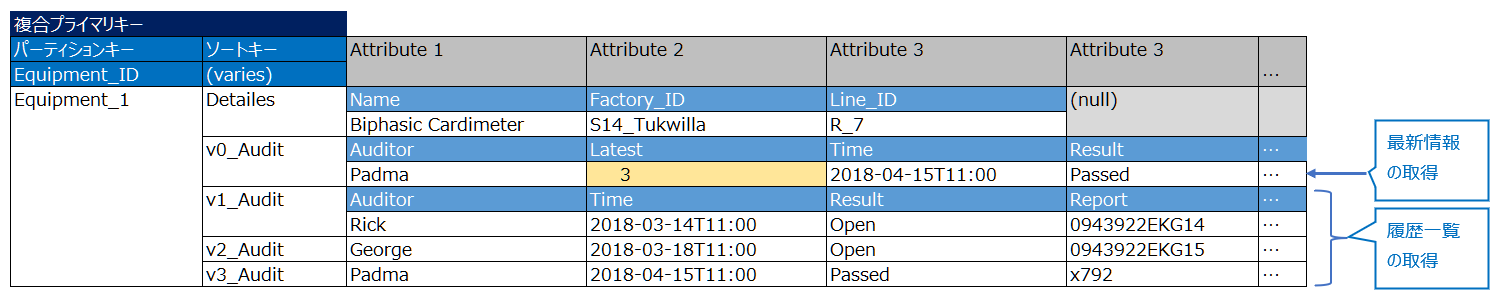 複合プライマリキー
パーティションキー ソートキー Attribute 1 Attribute 2 Attribute 3 Attribute 3
Equipment_ID (varies) …
Equipment_1 Detailes Name Factory_ID Line_ID (null)
Biphasic Cardimeter S14_Tukwilla R_7
v0_Audit Auditor Latest Time Result …
Padma 3 2018-04-15T11:00 Passed …
v1_Audit Auditor Time Result Report …
Rick 2018-03-14T11:00 Open 0943922EKG14 …
v2_Audit George 2018-03-18T11:00 Open 0943922EKG15 …
v3_Audit Padma 2018-04-15T11:00 Passed x792 …
最新情報
の取得
履歴一覧
の取得